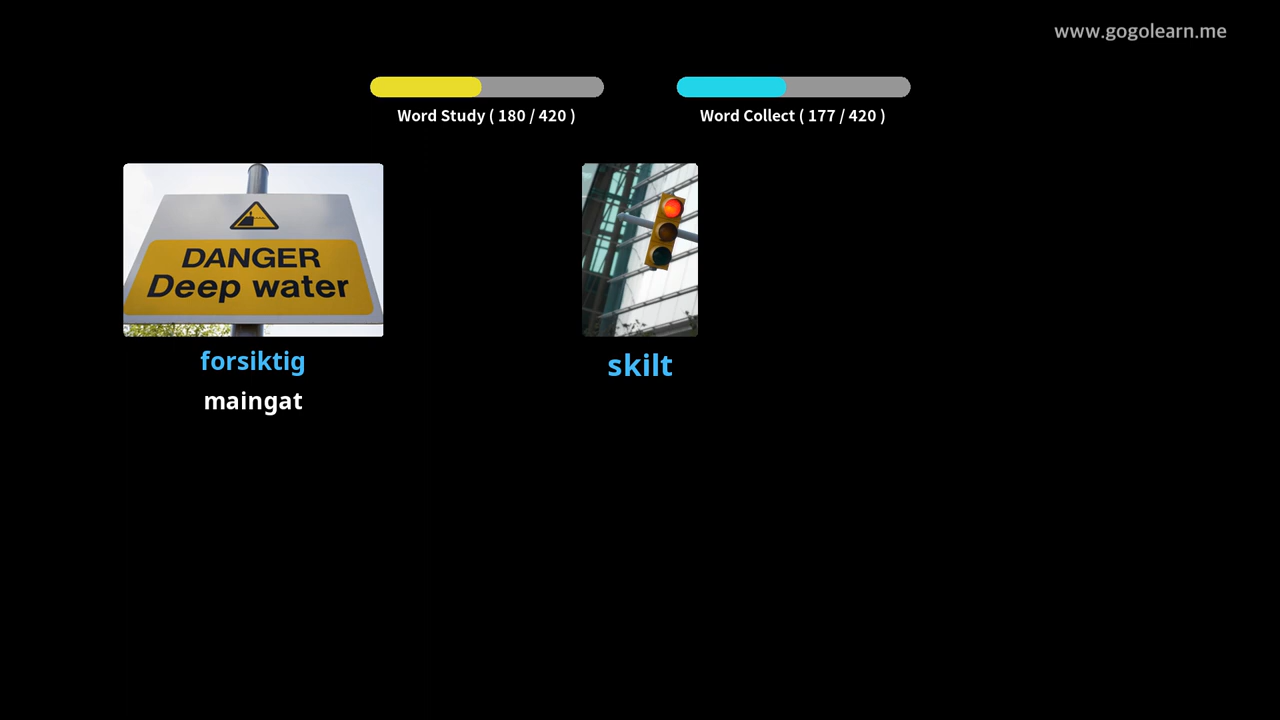 www.gogolearn.me
Word Study ( 180 / 420 )
Word Collect ( 177 / 420 )
DANGER
Deep water
forsiktig
maingat
skilt